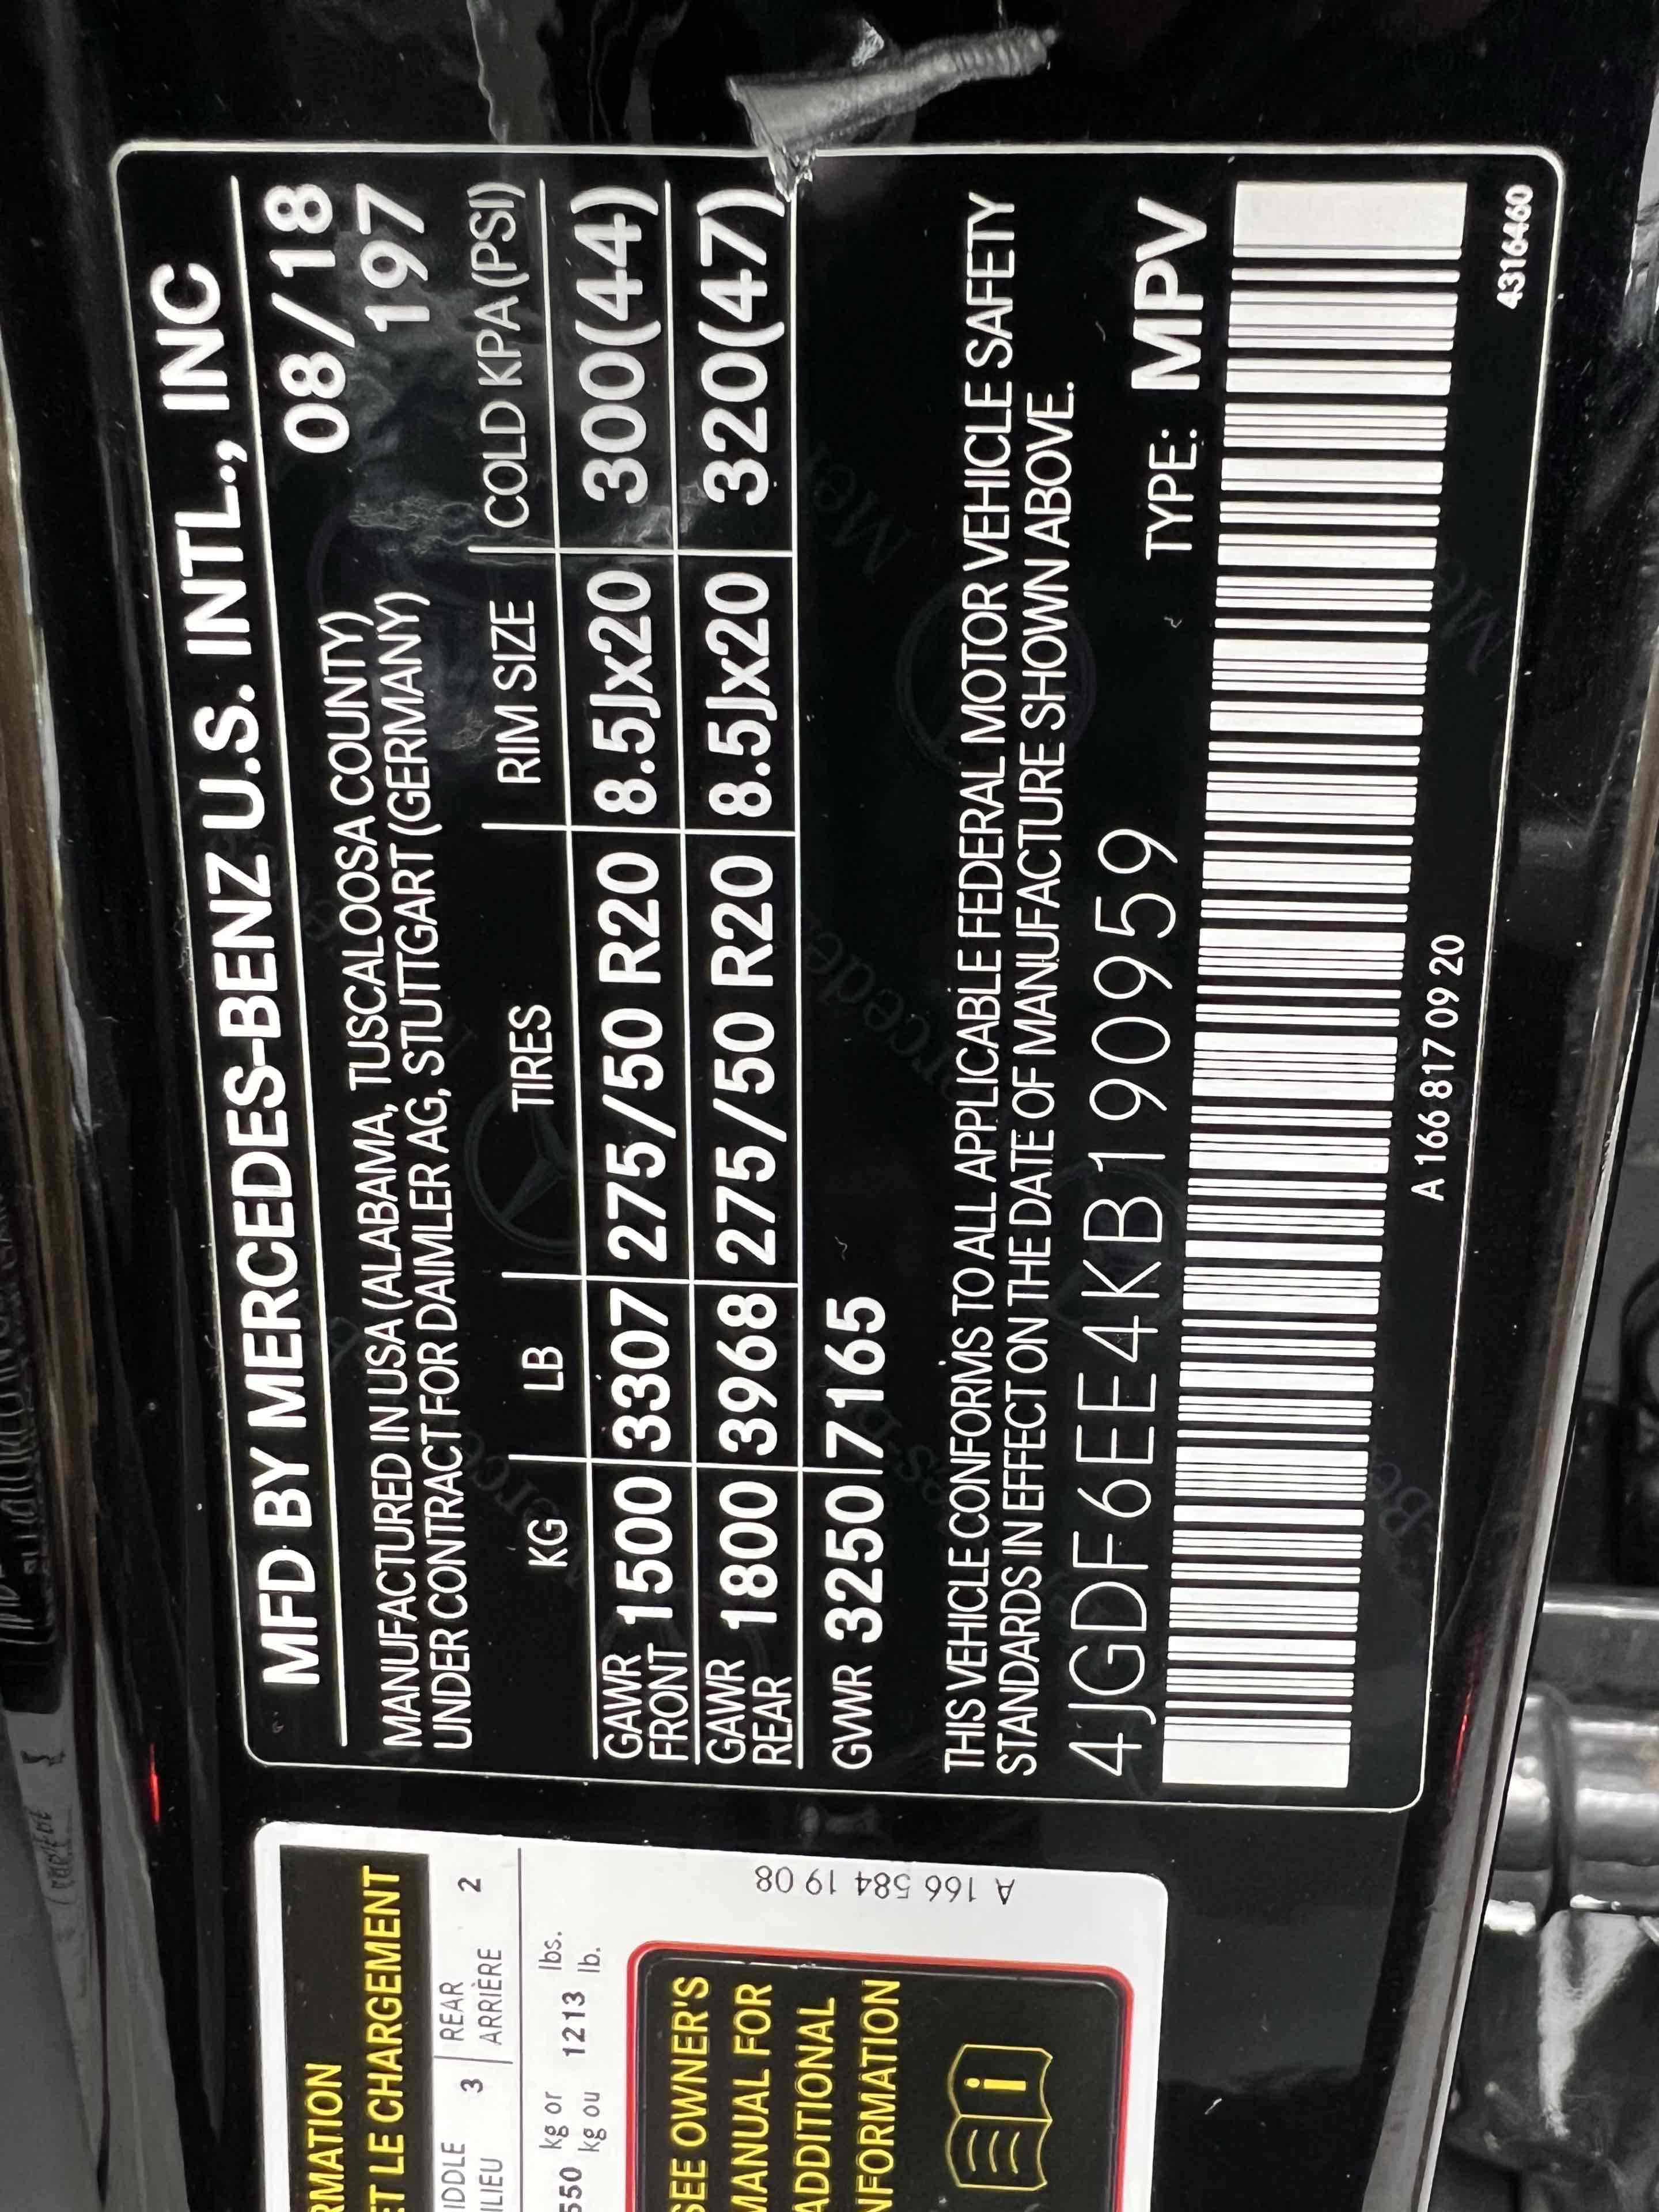 MFD BY MERCEDES-BENZ U.S. INTL., INC
08/18
MANUFACTURED IN USA (ALABAMA, TUSCALOOSA COUNTY)
UNDER CONTRACT FOR DAIMLER AG, STUTTGART (GERMANY)
197
KG LB TIRES RIM SIZE COLD KPA (PSI)
GAWR FRONT 1500 3307 275/50 R20 8.5Jx20 300(44)
GAWR REAR 1800 3968 275/50 R20 8.5Jx20 320(47)
GVWR 3250 7165
THIS VEHICLE CONFORMS TO ALL APPLICABLE FEDERAL MOTOR VEHICLE SAFETY
STANDARDS IN EFFECT ON THE DATE OF MANUFACTURE SHOWN ABOVE.
4JGDF6EE4KB190959 TYPE: MPV
A 166 817 09 20
4316460
ET LE CHARGEMENT
3 REAR 2
ARRIÈRE
kg or 1213 lbs.
kg ou lb.
SEE OWNER'S
MANUAL FOR
ADDITIONAL
INFORMATION
i
A 166 584 19 08